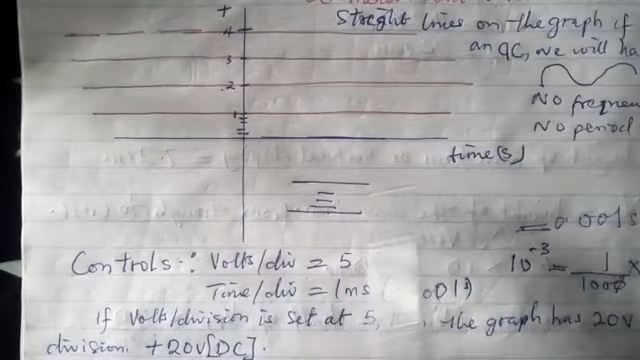 +
Straight lines on the graph if
4
an AC, we will ha
3
2
No frequen
1
No period
time(s)
= 0.001s
Controls: Volts/div = 5
10⁻³ = 1/1000 x
Time/div = 1ms
If Volts/division is set at 5, the graph has 20V
division. +20V[DC].